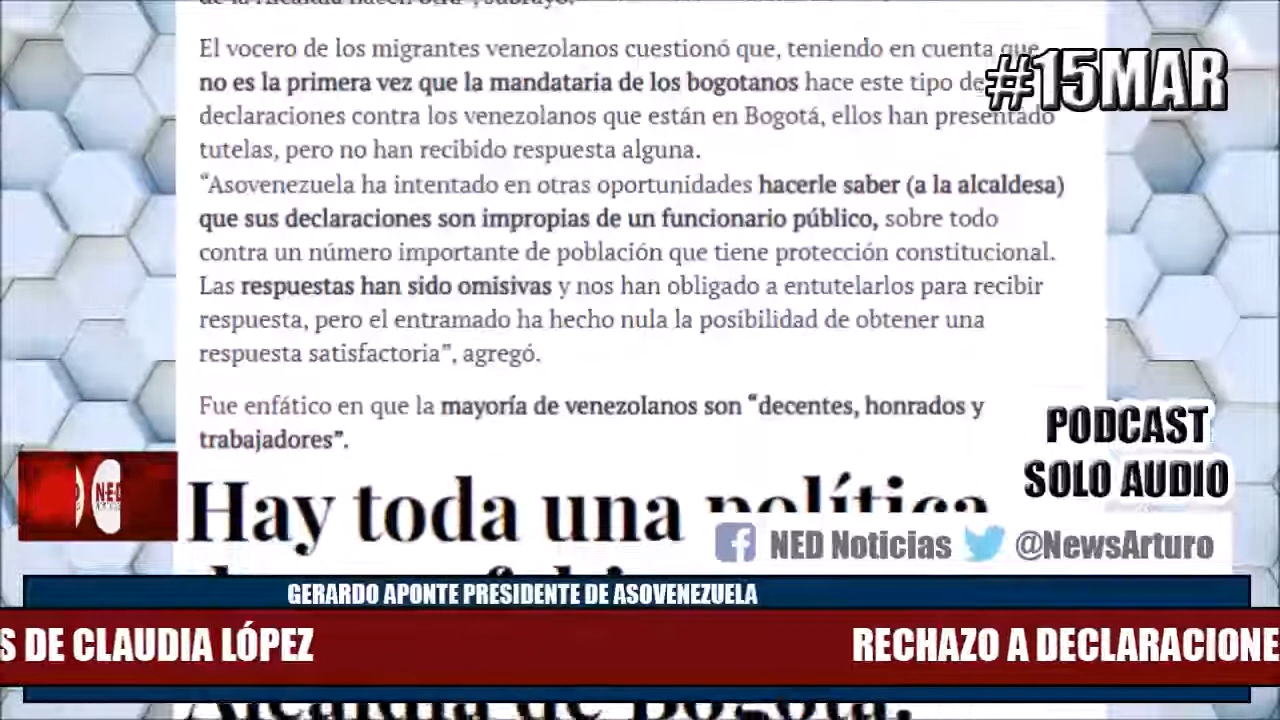 El vocero de los migrantes venezolanos cuestionó que, teniendo en cuenta que
no es la primera vez que la mandataria de los bogotanos hace este tipo de
declaraciones contra los venezolanos que están en Bogotá, ellos han presentado
tutelas, pero no han recibido respuesta alguna.
“Asovenezuela ha intentado en otras oportunidades hacerle saber (a la alcaldesa)
que sus declaraciones son impropias de un funcionario público, sobre todo
contra un número importante de población que tiene protección constitucional.
Las respuestas han sido omisivas y nos han obligado a entutelarlos para recibir
respuesta, pero el entramado ha hecho nula la posibilidad de obtener una
respuesta satisfactoria”, agregó.
Fue enfático en que la mayoría de venezolanos son “decentes, honrados y
trabajadores”.
Hay toda una política
#15MAR
PODCAST
SOLO AUDIO
NED
NED Noticias @NewsArturo
GERARDO APONTE PRESIDENTE DE ASOVENEZUELA
S DE CLAUDIA LÓPEZ RECHAZO A DECLARACIONE
Alcaldía de Bogotá.